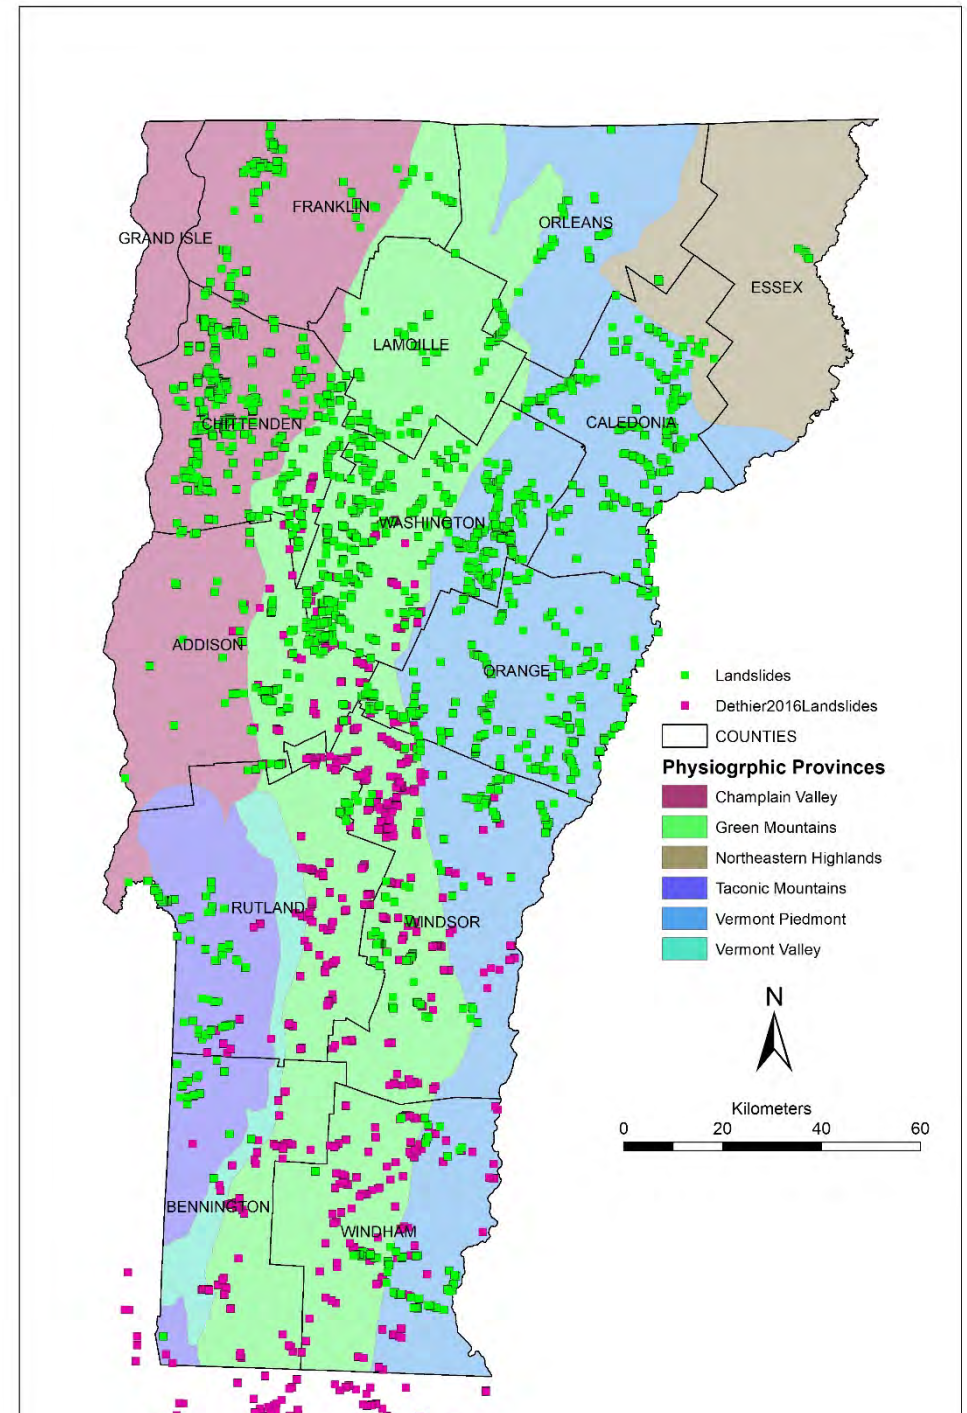 FRANKLIN
ORLEANS
GRAND ISLE
ESSEX
LAMOILLE
CHITTENDEN
CALEDONIA
WASHINGTON
ADDISON
ORANGE
Landslides
Dethier2016Landslides
COUNTIES
Physiogrphic Provinces
Champlain Valley
Green Mountains
Northeastern Highlands
Taconic Mountains
Vermont Piedmont
Vermont Valley
RUTLAND
WINDSOR
N
Kilometers
0 20 40 60
BENNINGTON
WINDHAM